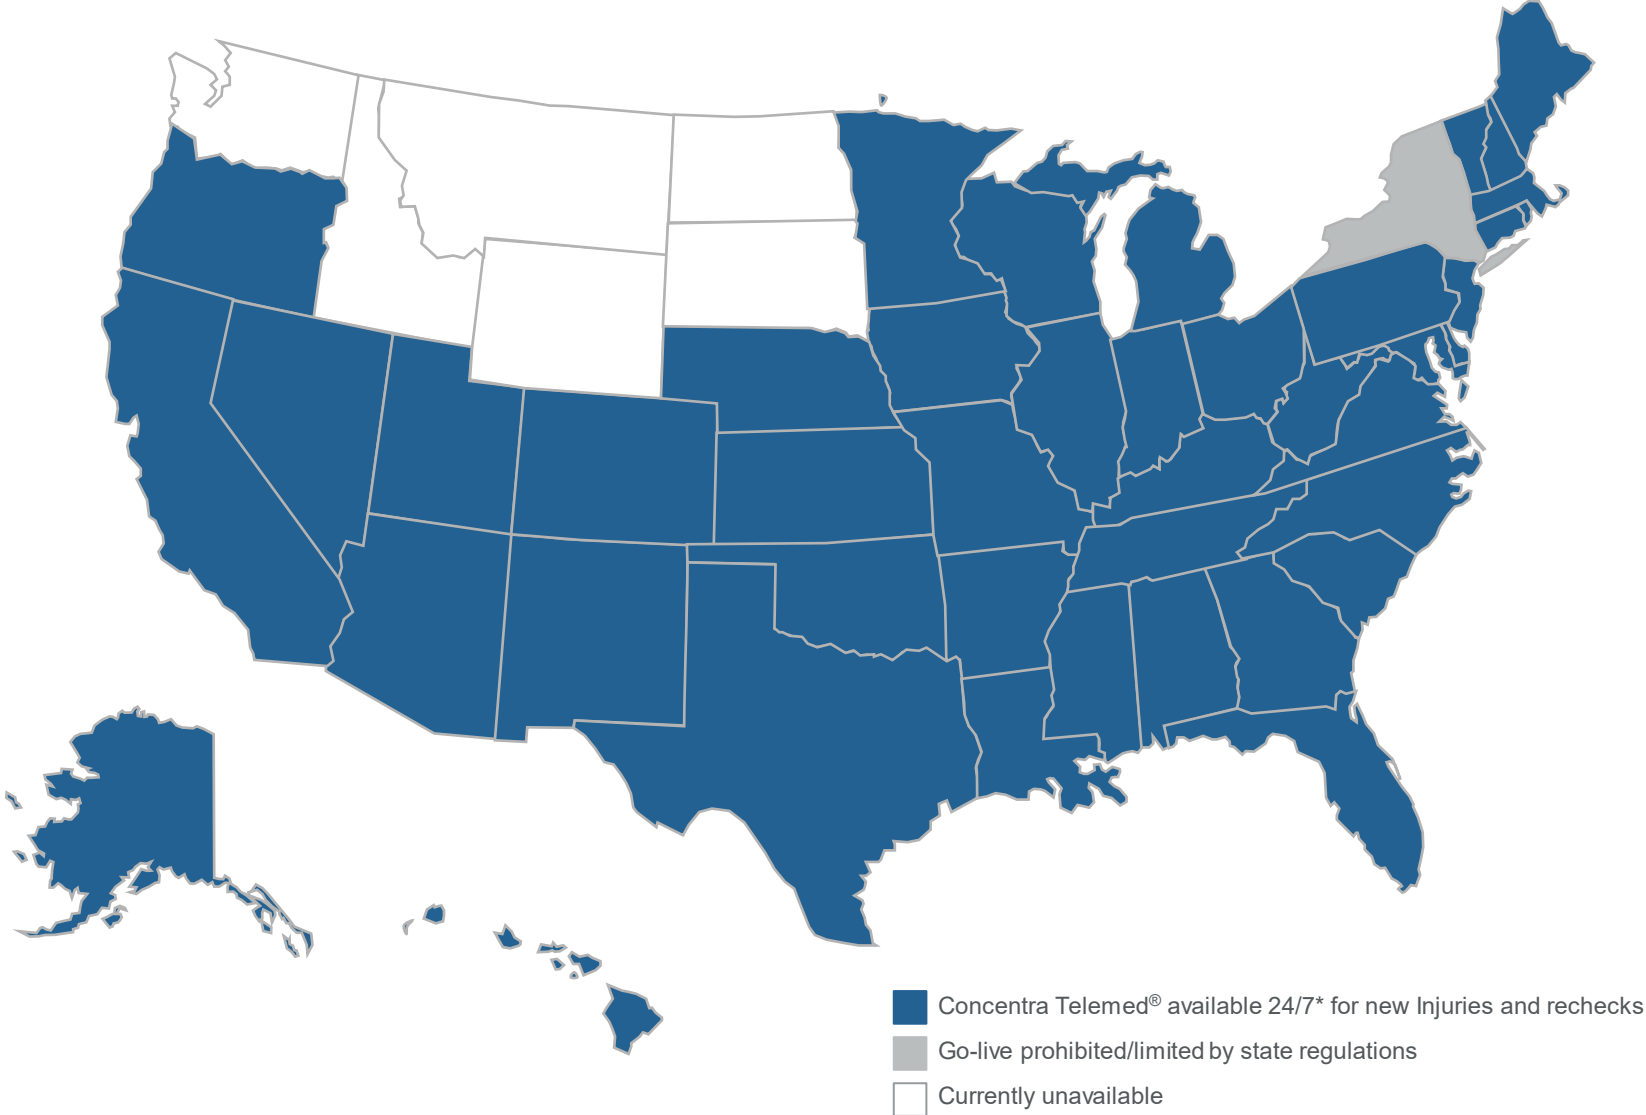 Concentra Telemed® available 24/7* for new Injuries and rechecks
Go-live prohibited/limited by state regulations
Currently unavailable